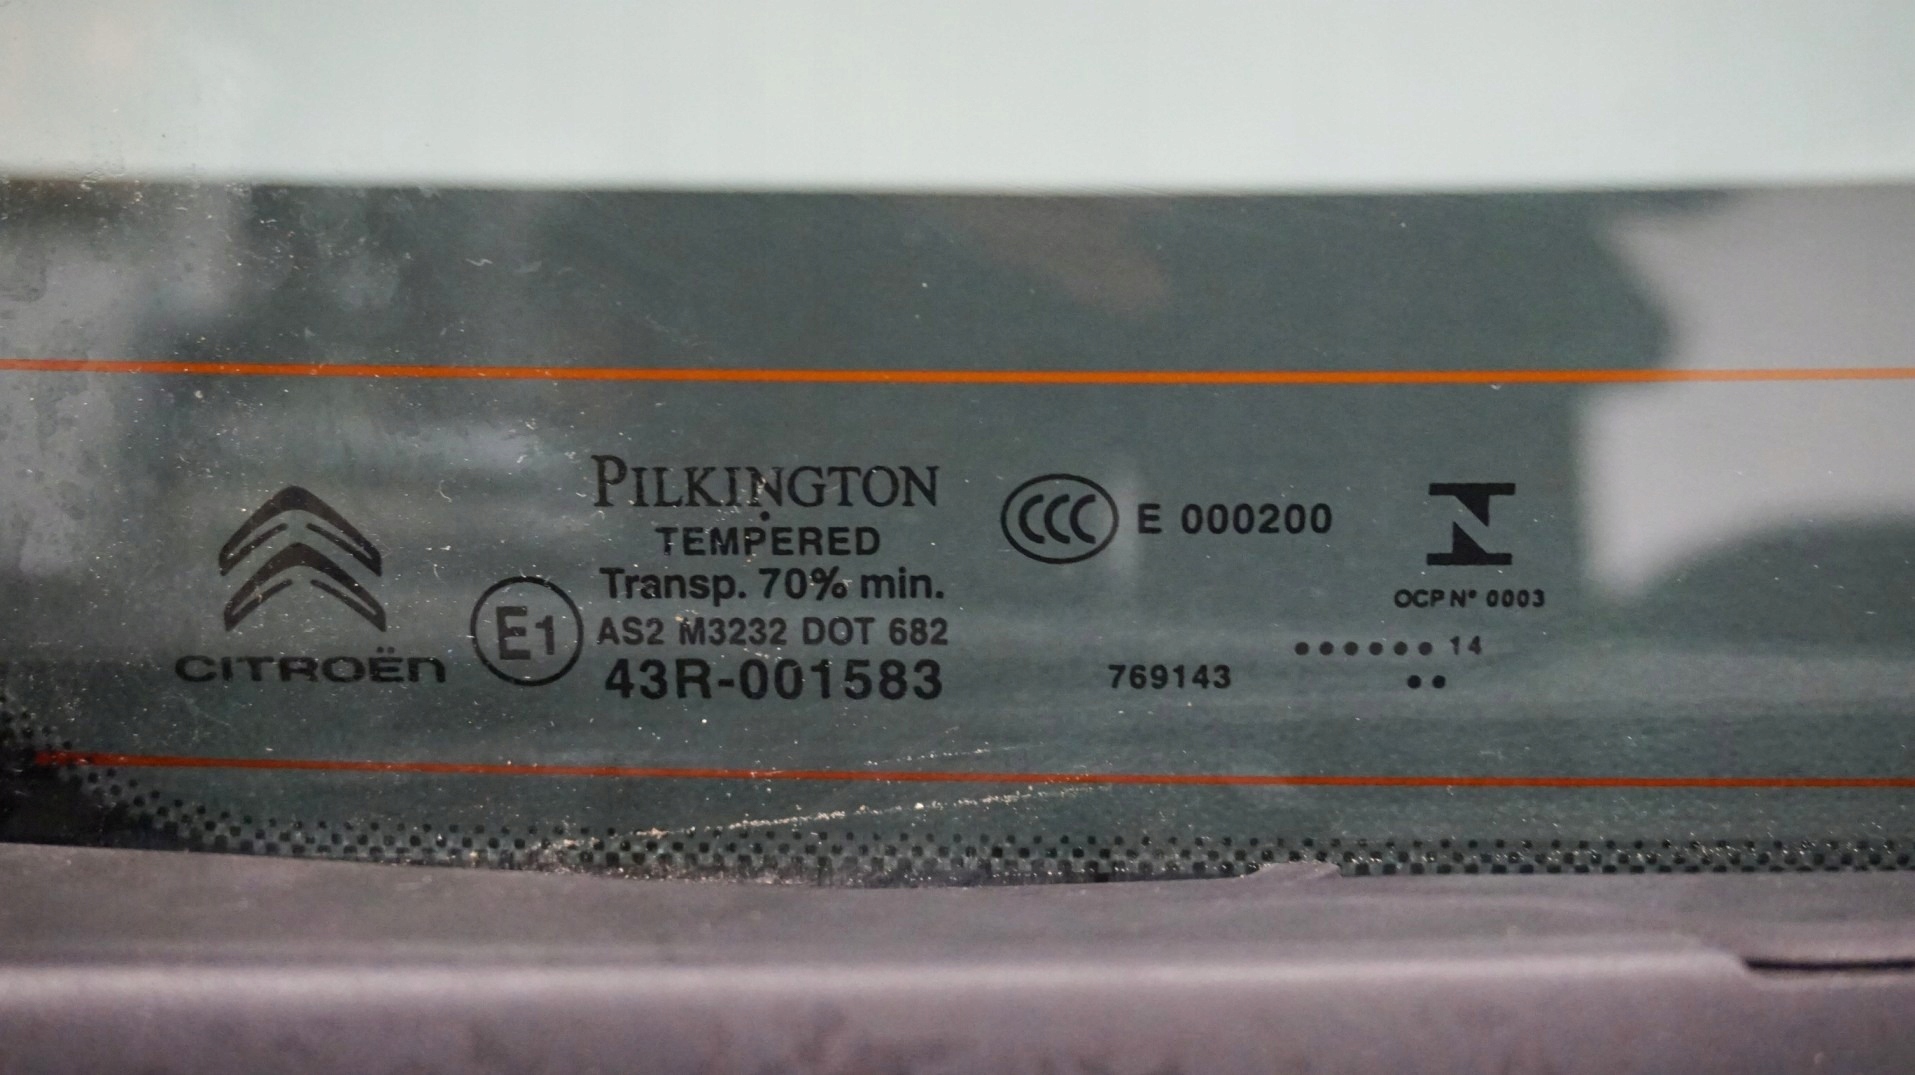 CITROËN
PILKINGTON
TEMPERED
Transp. 70% min.
E1
AS2 M3232 DOT 682
43R-001583
CCC E 000200
769143
OCP Nº 0003
•••••• 14
••